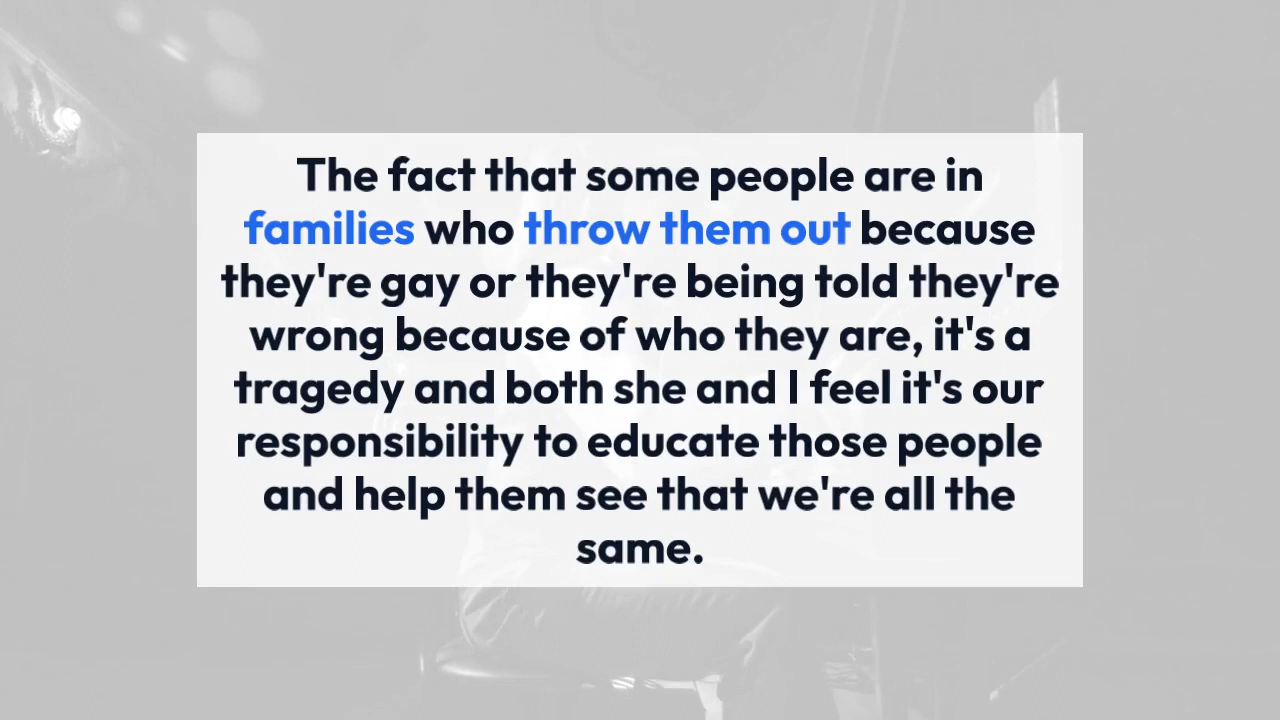 The fact that some people are in
families who throw them out because
they're gay or they're being told they're
wrong because of who they are, it's a
tragedy and both she and I feel it's our
responsibility to educate those people
and help them see that we're all the
same.